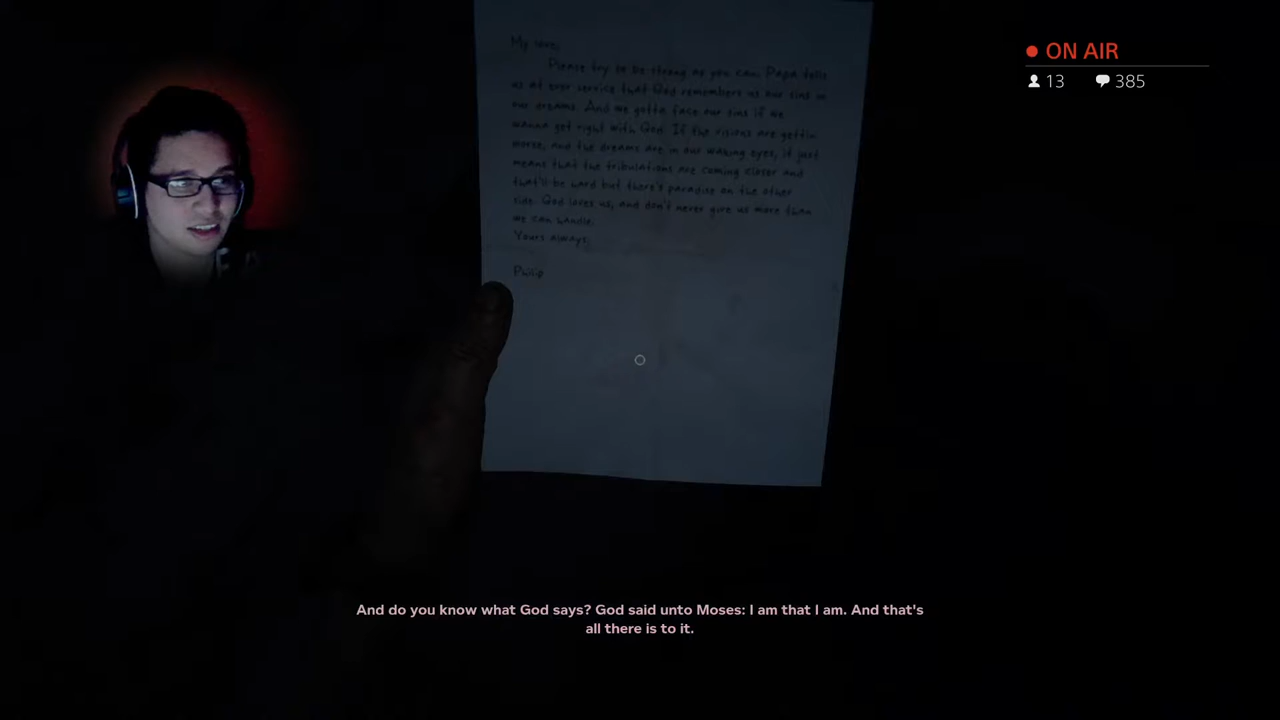 ON AIR
13 385
My love,
Please try to be strong as you can. Papa tells
us at ever service that God remembers us our sins in
our dreams. And we gotta face our sins if we
wanna get right with God. If the visions are gettin
worse, and the dreams are in our waking eyes, it just
means that the tribulations are coming closer and
that'll be hard but there's paradise on the other
side. God loves us, and don't never give us more than
we can handle.
Yours always,
Philip
And do you know what God says? God said unto Moses: I am that I am. And that's
all there is to it.